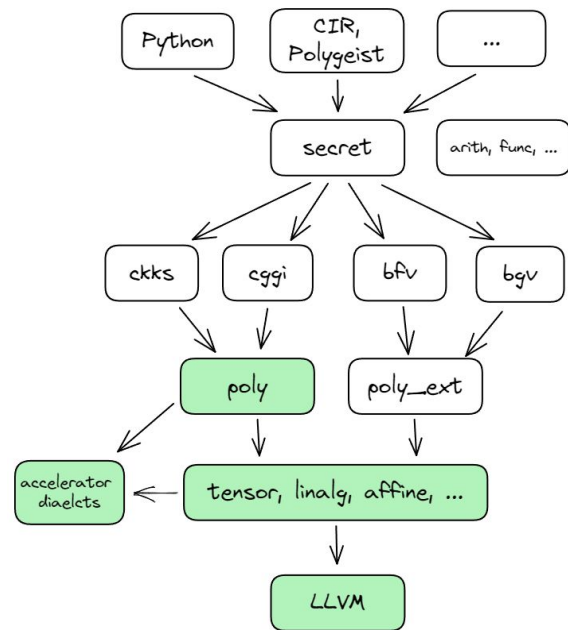 Python
CIR,
Polygeist
...
secret
arith, func, ...
ckks
cggi
bfv
bgv
poly
poly_ext
accelerator
diaelcts
tensor, linalg, affine, ...
LLVM